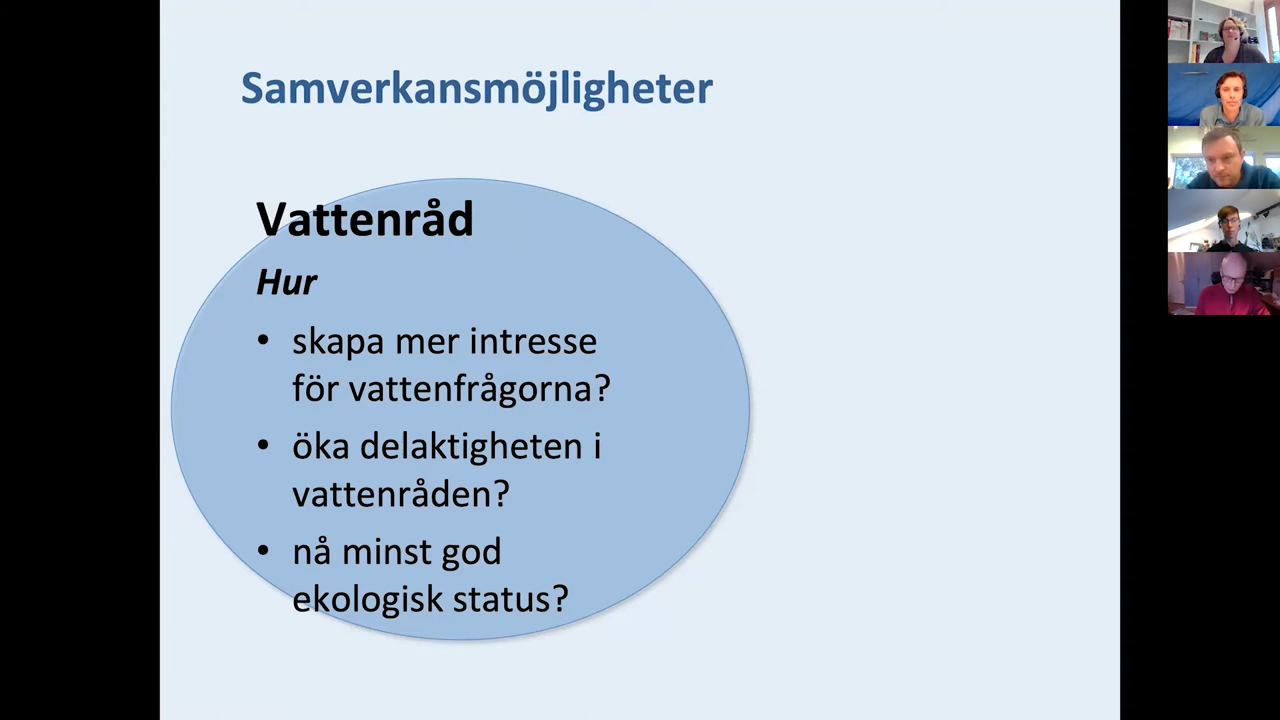 Samverkansmöjligheter
Vattenråd
Hur
• skapa mer intresse
för vattenfrågorna?
• öka delaktigheten i
vattenråden?
• nå minst god
ekologisk status?